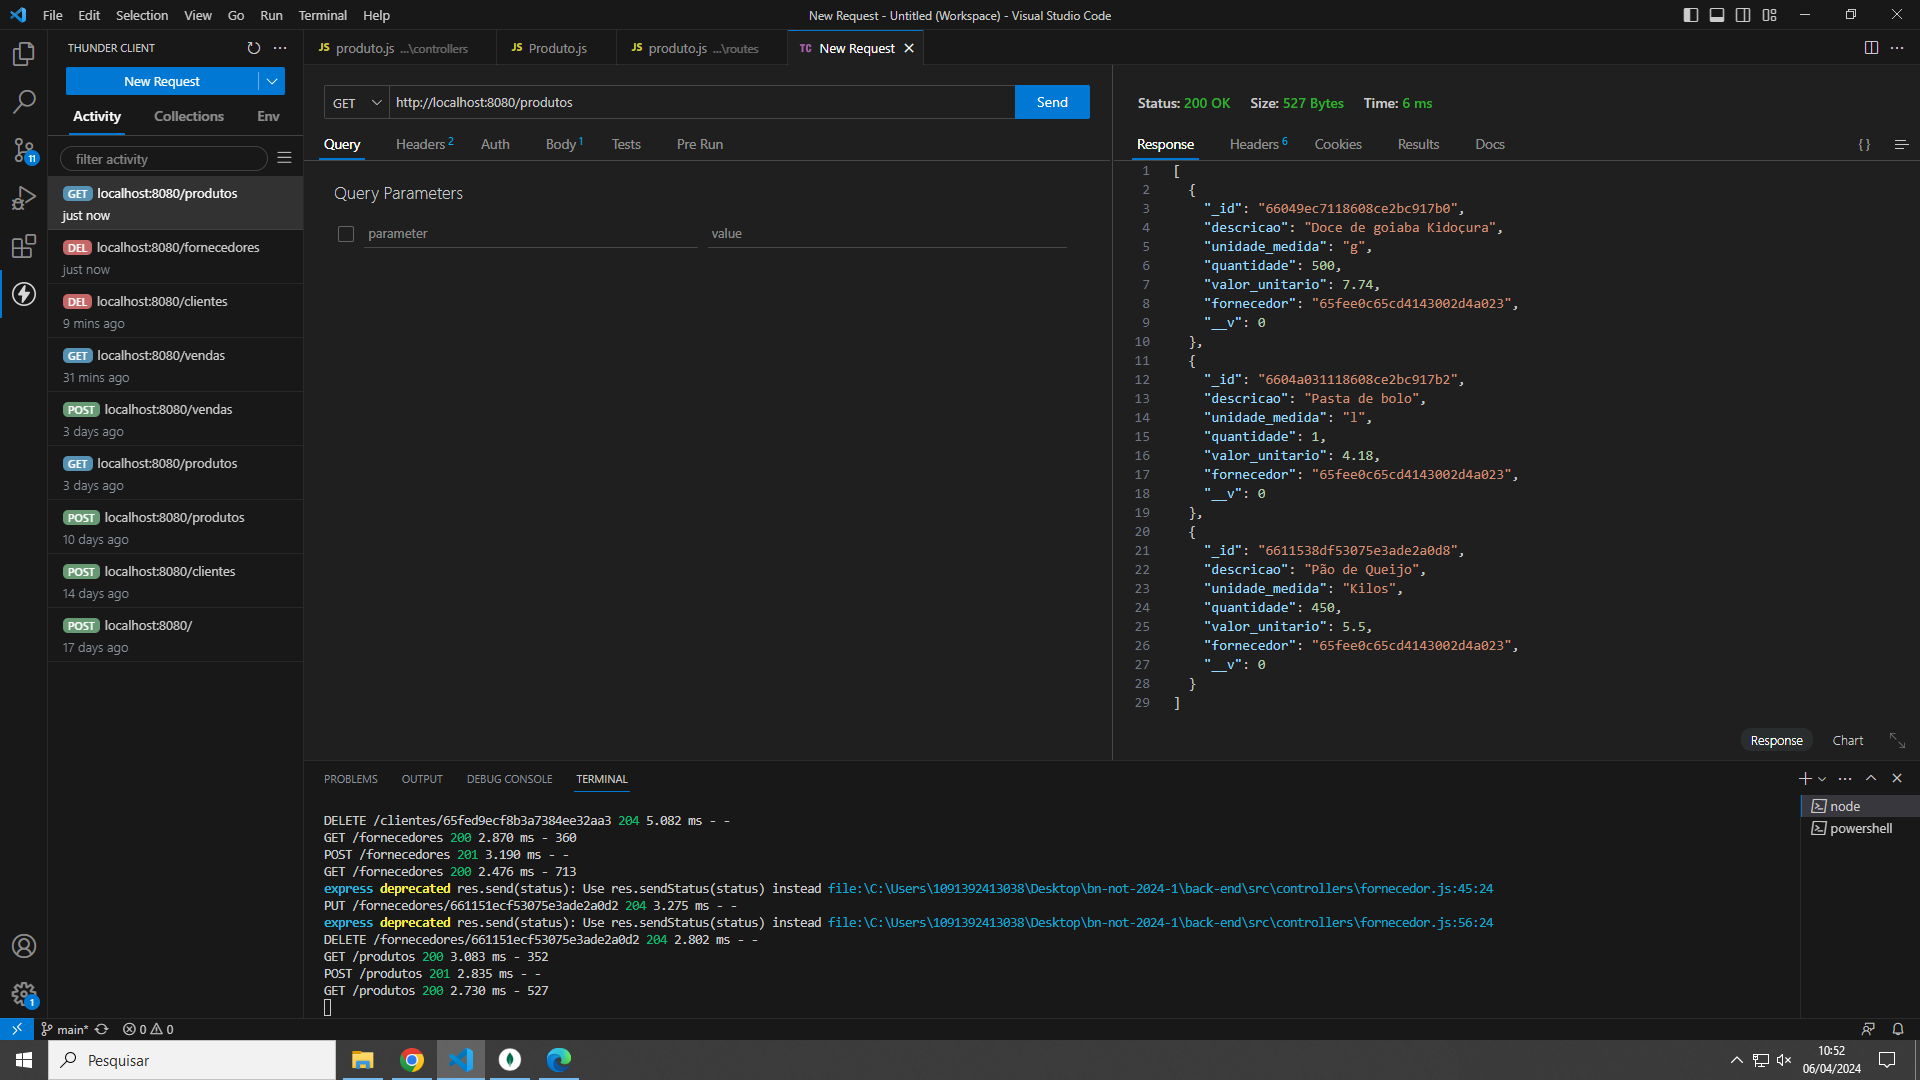 File Edit Selection View Go Run Terminal Help
New Request - Untitled (Workspace) - Visual Studio Code
THUNDER CLIENT
New Request
Activity Collections Env
filter activity
GET localhost:8080/produtos
just now
DEL localhost:8080/fornecedores
just now
DEL localhost:8080/clientes
9 mins ago
GET localhost:8080/vendas
31 mins ago
POST localhost:8080/vendas
3 days ago
GET localhost:8080/produtos
3 days ago
POST localhost:8080/produtos
10 days ago
POST localhost:8080/clientes
14 days ago
POST localhost:8080/
17 days ago
11
1
JS produto.js ...\controllers JS Produto.js JS produto.js ...\routes TC New Request
GET http://localhost:8080/produtos Send
Query Headers 2 Auth Body 1 Tests Pre Run
Query Parameters
parameter value
Status: 200 OK Size: 527 Bytes Time: 6 ms
Response Headers 6 Cookies Results Docs { }
1 [
2 {
3 "_id": "66049ec7118608ce2bc917b0",
4 "descricao": "Doce de goiaba Kidoçura",
5 "unidade_medida": "g",
6 "quantidade": 500,
7 "valor_unitario": 7.74,
8 "fornecedor": "65fee0c65cd4143002d4a023",
9 "__v": 0
10 },
11 {
12 "_id": "6604a031118608ce2bc917b2",
13 "descricao": "Pasta de bolo",
14 "unidade_medida": "l",
15 "quantidade": 1,
16 "valor_unitario": 4.18,
17 "fornecedor": "65fee0c65cd4143002d4a023",
18 "__v": 0
19 },
20 {
21 "_id": "6611538df53075e3ade2a0d8",
22 "descricao": "Pão de Queijo",
23 "unidade_medida": "Kilos",
24 "quantidade": 450,
25 "valor_unitario": 5.5,
26 "fornecedor": "65fee0c65cd4143002d4a023",
27 "__v": 0
28 }
29 ]
Response Chart
PROBLEMS OUTPUT DEBUG CONSOLE TERMINAL
DELETE /clientes/65fed9ecf8b3a7384ee32aa3 204 5.082 ms - -
GET /fornecedores 200 2.870 ms - 360
POST /fornecedores 201 3.190 ms - -
GET /fornecedores 200 2.476 ms - 713
express deprecated res.send(status): Use res.sendStatus(status) instead file:\C:\Users\1091392413038\Desktop\bn-not-2024-1\back-end\src\controllers\fornecedor.js:45:24
PUT /fornecedores/661151ecf53075e3ade2a0d2 204 3.275 ms - -
express deprecated res.send(status): Use res.sendStatus(status) instead file:\C:\Users\1091392413038\Desktop\bn-not-2024-1\back-end\src\controllers\fornecedor.js:56:24
DELETE /fornecedores/661151ecf53075e3ade2a0d2 204 2.802 ms - -
GET /produtos 200 3.083 ms - 352
POST /produtos 201 2.835 ms - -
GET /produtos 200 2.730 ms - 527
node
powershell
main* 0 0
Pesquisar
10:52
06/04/2024